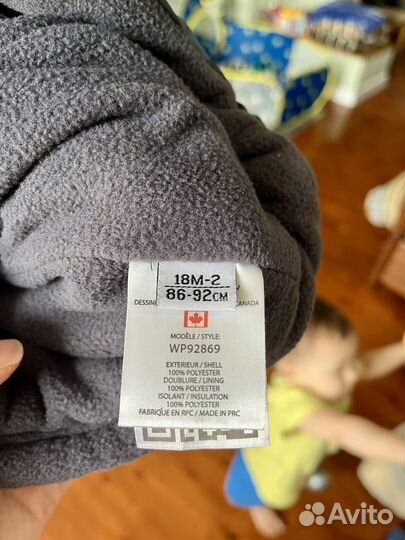 18M-2
86-92CM
DESSINÉ
CANADA
MODÈLE / STYLE:
WP92869
EXTERIEUR / SHELL
100% POLYESTER
DOUBLURE / LINING
100% POLYESTER
ISOLANT / INSULATION
100% POLYESTER
FABRIQUÉ EN RPC / MADE IN PRC
Avito